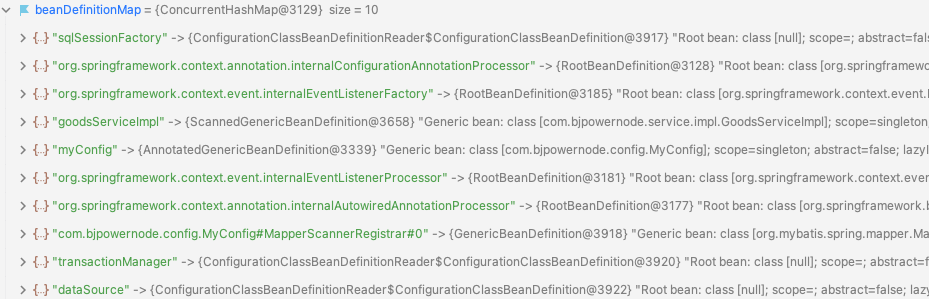 beanDefinitionMap = {ConcurrentHashMap@3129} size = 10
{...} "sqlSessionFactory" -> {ConfigurationClassBeanDefinitionReader$ConfigurationClassBeanDefinition@3917} "Root bean: class [null]; scope=; abstract=fals
{...} "org.springframework.context.annotation.internalConfigurationAnnotationProcessor" -> {RootBeanDefinition@3128} "Root bean: class [org.springframewo
{...} "org.springframework.context.event.internalEventListenerFactory" -> {RootBeanDefinition@3185} "Root bean: class [org.springframework.context.event.
{...} "goodsServiceImpl" -> {ScannedGenericBeanDefinition@3658} "Generic bean: class [com.bjpowernode.service.impl.GoodsServiceImpl]; scope=singleton;
{...} "myConfig" -> {AnnotatedGenericBeanDefinition@3339} "Generic bean: class [com.bjpowernode.config.MyConfig]; scope=singleton; abstract=false; lazyI
{...} "org.springframework.context.event.internalEventListenerProcessor" -> {RootBeanDefinition@3181} "Root bean: class [org.springframework.context.even
{...} "org.springframework.context.annotation.internalAutowiredAnnotationProcessor" -> {RootBeanDefinition@3177} "Root bean: class [org.springframework.b
{...} "com.bjpowernode.config.MyConfig#MapperScannerRegistrar#0" -> {GenericBeanDefinition@3918} "Generic bean: class [org.mybatis.spring.mapper.Ma
{...} "transactionManager" -> {ConfigurationClassBeanDefinitionReader$ConfigurationClassBeanDefinition@3920} "Root bean: class [null]; scope=; abstract=f
{...} "dataSource" -> {ConfigurationClassBeanDefinitionReader$ConfigurationClassBeanDefinition@3922} "Root bean: class [null]; scope=; abstract=false; lazy